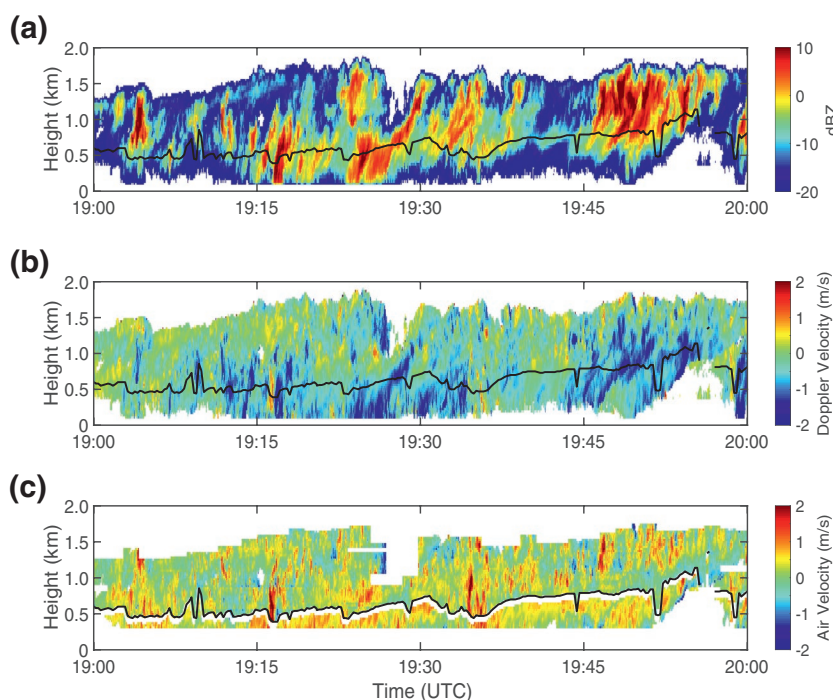 (a)
2.0
1.5
1.0
0.5
0
Height (km)
19:00 19:15 19:30 19:45 20:00
10
0
-10
-20
dBZ
(b)
2.0
1.5
1.0
0.5
0
Height (km)
19:00 19:15 19:30 19:45 20:00
2
1
0
-1
-2
Doppler Velocity (m/s)
(c)
2.0
1.5
1.0
0.5
0
Height (km)
19:00 19:15 19:30 19:45 20:00
Time (UTC)
2
1
0
-1
-2
Air Velocity (m/s)